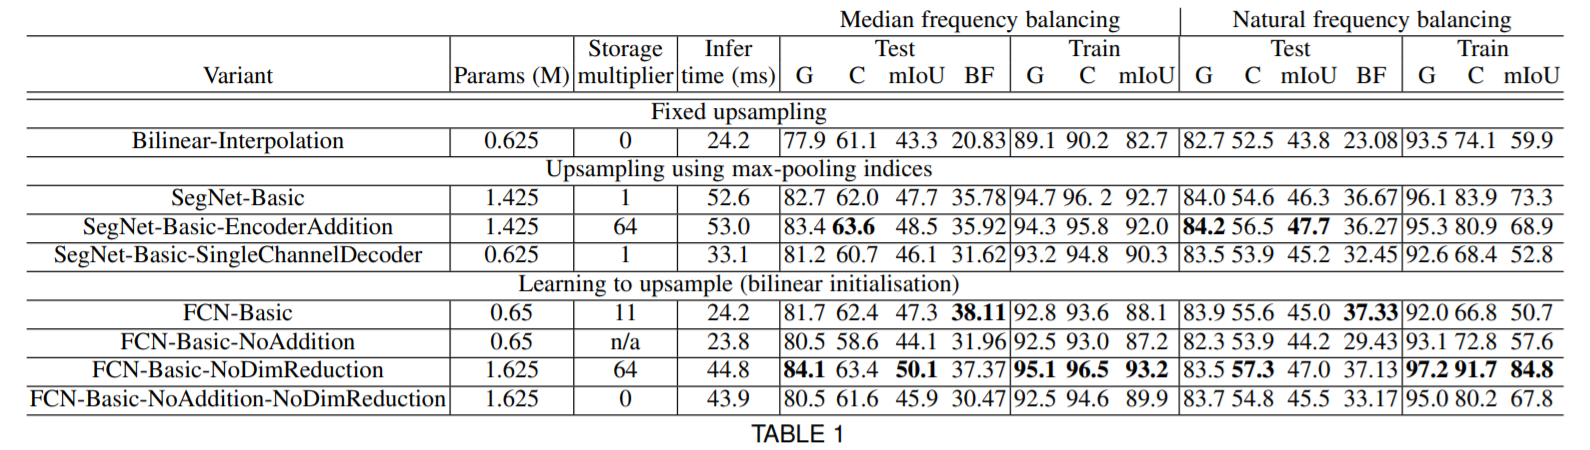 Median frequency balancing Natural frequency balancing
Storage Infer Test Train Test Train
Variant Params (M) multiplier time (ms) G C mIoU BF G C mIoU G C mIoU BF G C mIoU
Fixed upsampling
Bilinear-Interpolation 0.625 0 24.2 77.9 61.1 43.3 20.83 89.1 90.2 82.7 82.7 52.5 43.8 23.08 93.5 74.1 59.9
Upsampling using max-pooling indices
SegNet-Basic 1.425 1 52.6 82.7 62.0 47.7 35.78 94.7 96. 2 92.7 84.0 54.6 46.3 36.67 96.1 83.9 73.3
SegNet-Basic-EncoderAddition 1.425 64 53.0 83.4 63.6 48.5 35.92 94.3 95.8 92.0 84.2 56.5 47.7 36.27 95.3 80.9 68.9
SegNet-Basic-SingleChannelDecoder 0.625 1 33.1 81.2 60.7 46.1 31.62 93.2 94.8 90.3 83.5 53.9 45.2 32.45 92.6 68.4 52.8
Learning to upsample (bilinear initialisation)
FCN-Basic 0.65 11 24.2 81.7 62.4 47.3 38.11 92.8 93.6 88.1 83.9 55.6 45.0 37.33 92.0 66.8 50.7
FCN-Basic-NoAddition 0.65 n/a 23.8 80.5 58.6 44.1 31.96 92.5 93.0 87.2 82.3 53.9 44.2 29.43 93.1 72.8 57.6
FCN-Basic-NoDimReduction 1.625 64 44.8 84.1 63.4 50.1 37.37 95.1 96.5 93.2 83.5 57.3 47.0 37.13 97.2 91.7 84.8
FCN-Basic-NoAddition-NoDimReduction 1.625 0 43.9 80.5 61.6 45.9 30.47 92.5 94.6 89.9 83.7 54.8 45.5 33.17 95.0 80.2 67.8
TABLE 1